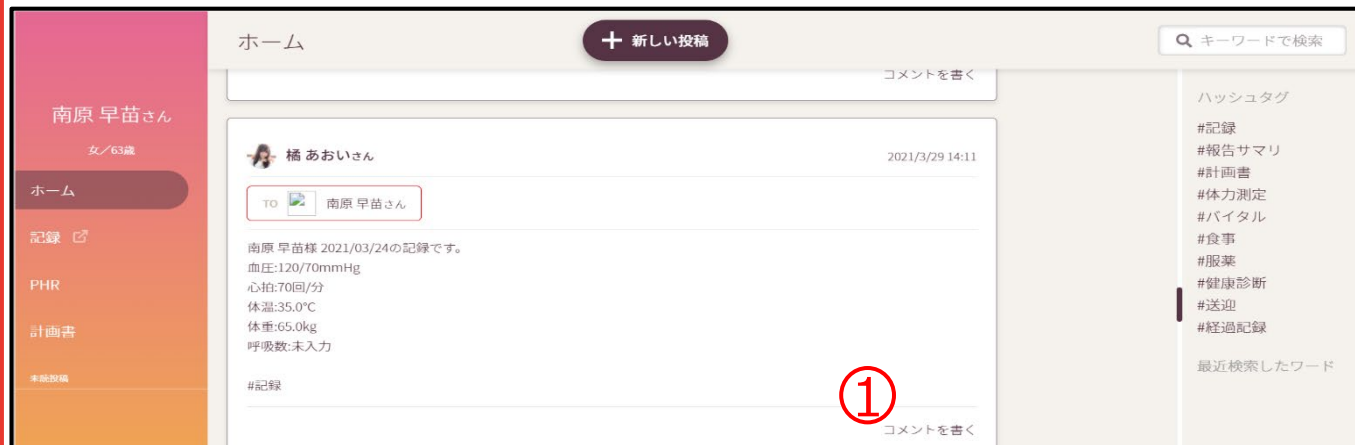 ホーム
新しい投稿
キーワードで検索
南原 早苗さん
女／63歳
ホーム
記録
PHR
計画書
未読投稿
コメントを書く
橘 あおいさん
2021/3/29 14:11
TO 南原 早苗さん
南原 早苗様 2021/03/24の記録です。
血圧:120/70mmHg
心拍:70回/分
体温:35.0℃
体重:65.0kg
呼吸数:未入力
#記録
①
コメントを書く
ハッシュタグ
#記録
#報告サマリ
#計画書
#体力測定
#バイタル
#食事
#服薬
#健康診断
#送迎
#経過記録
最近検索したワード